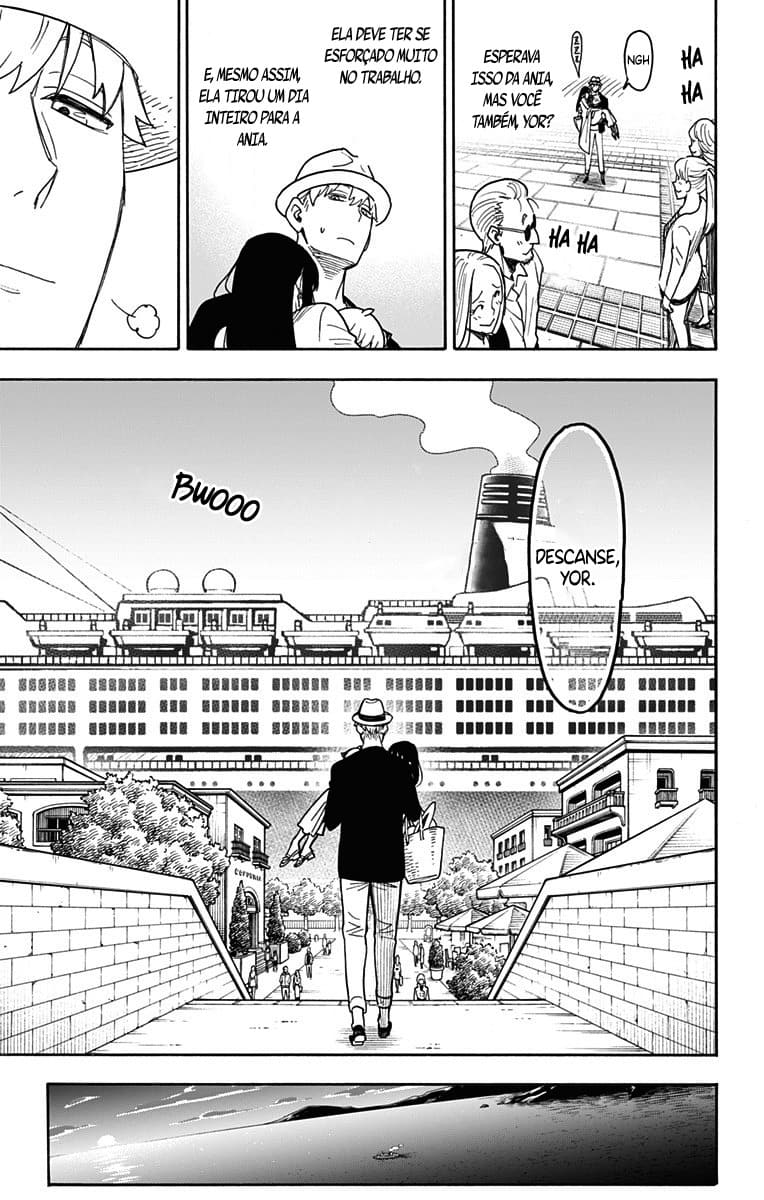 HA
HA
NGH
ZZZ
ESPERAVA
ISSO DA ANIA,
MAS VOCÊ
TAMBÉM, YOR?
HA HA
ELA DEVE TER SE
ESFORÇADO MUITO
NO TRABALHO.
E, MESMO ASSIM,
ELA TIROU UM DIA
INTEIRO PARA A
ANIA.
BWOOO
DESCANSE,
YOR.